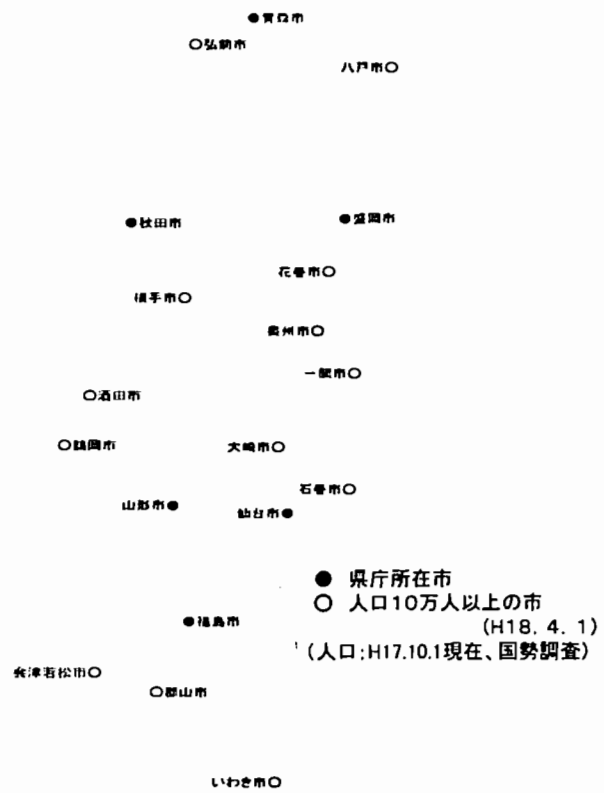 ●青森市
○弘前市
八戸市○
●秋田市
●盛岡市
花巻市○
横手市○
奥州市○
一関市○
○酒田市
○鶴岡市
大崎市○
石巻市○
山形市●
仙台市●
● 県庁所在市
○ 人口10万人以上の市
(H18. 4. 1)
●福島市
(人口;H17.10.1現在、国勢調査)
会津若松市○
○郡山市
いわき市○